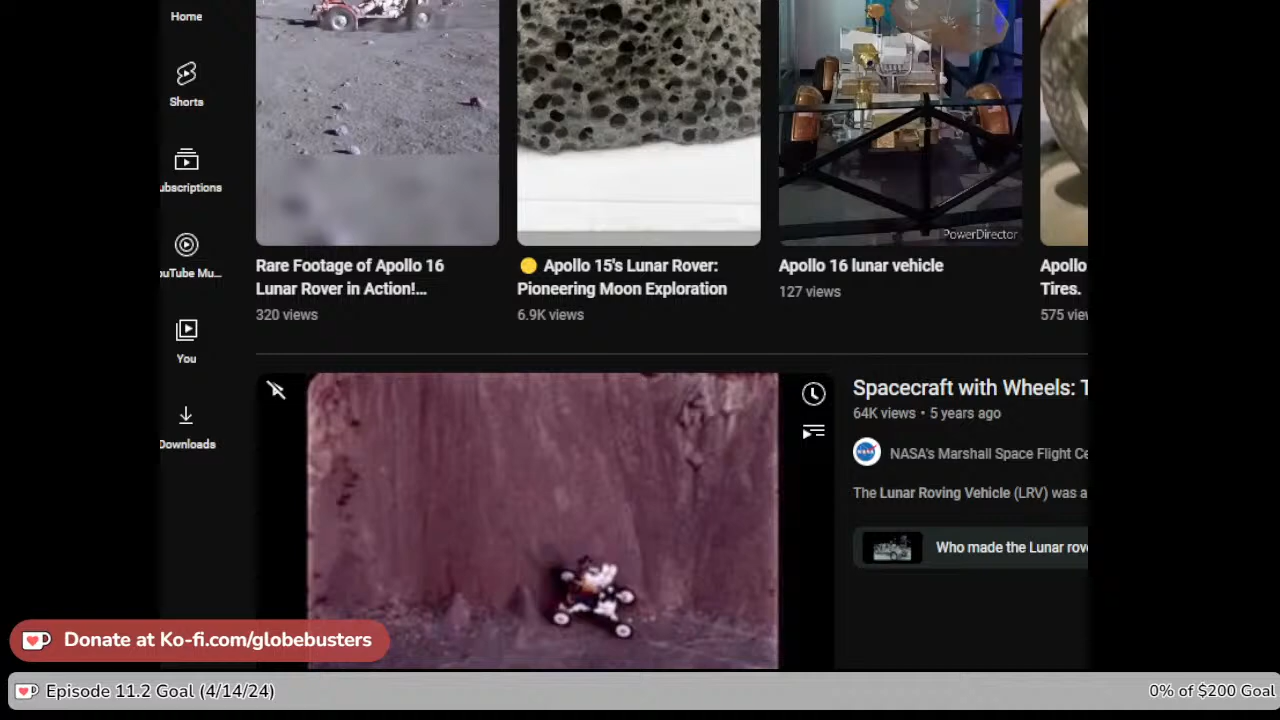 Home
Shorts
ubscriptions
ouTube Mu...
You
Downloads
PowerDirector
Rare Footage of Apollo 16
Lunar Rover in Action!...
320 views
Apollo 15's Lunar Rover:
Pioneering Moon Exploration
6.9K views
Apollo 16 lunar vehicle
127 views
Apollo
Tires.
575 vie
Spacecraft with Wheels: T
64K views • 5 years ago
NASA
NASA's Marshall Space Flight Ce
The Lunar Roving Vehicle (LRV) was a
Who made the Lunar rov
Donate at Ko-fi.com/globebusters
Episode 11.2 Goal (4/14/24)
0% of $200 Goal